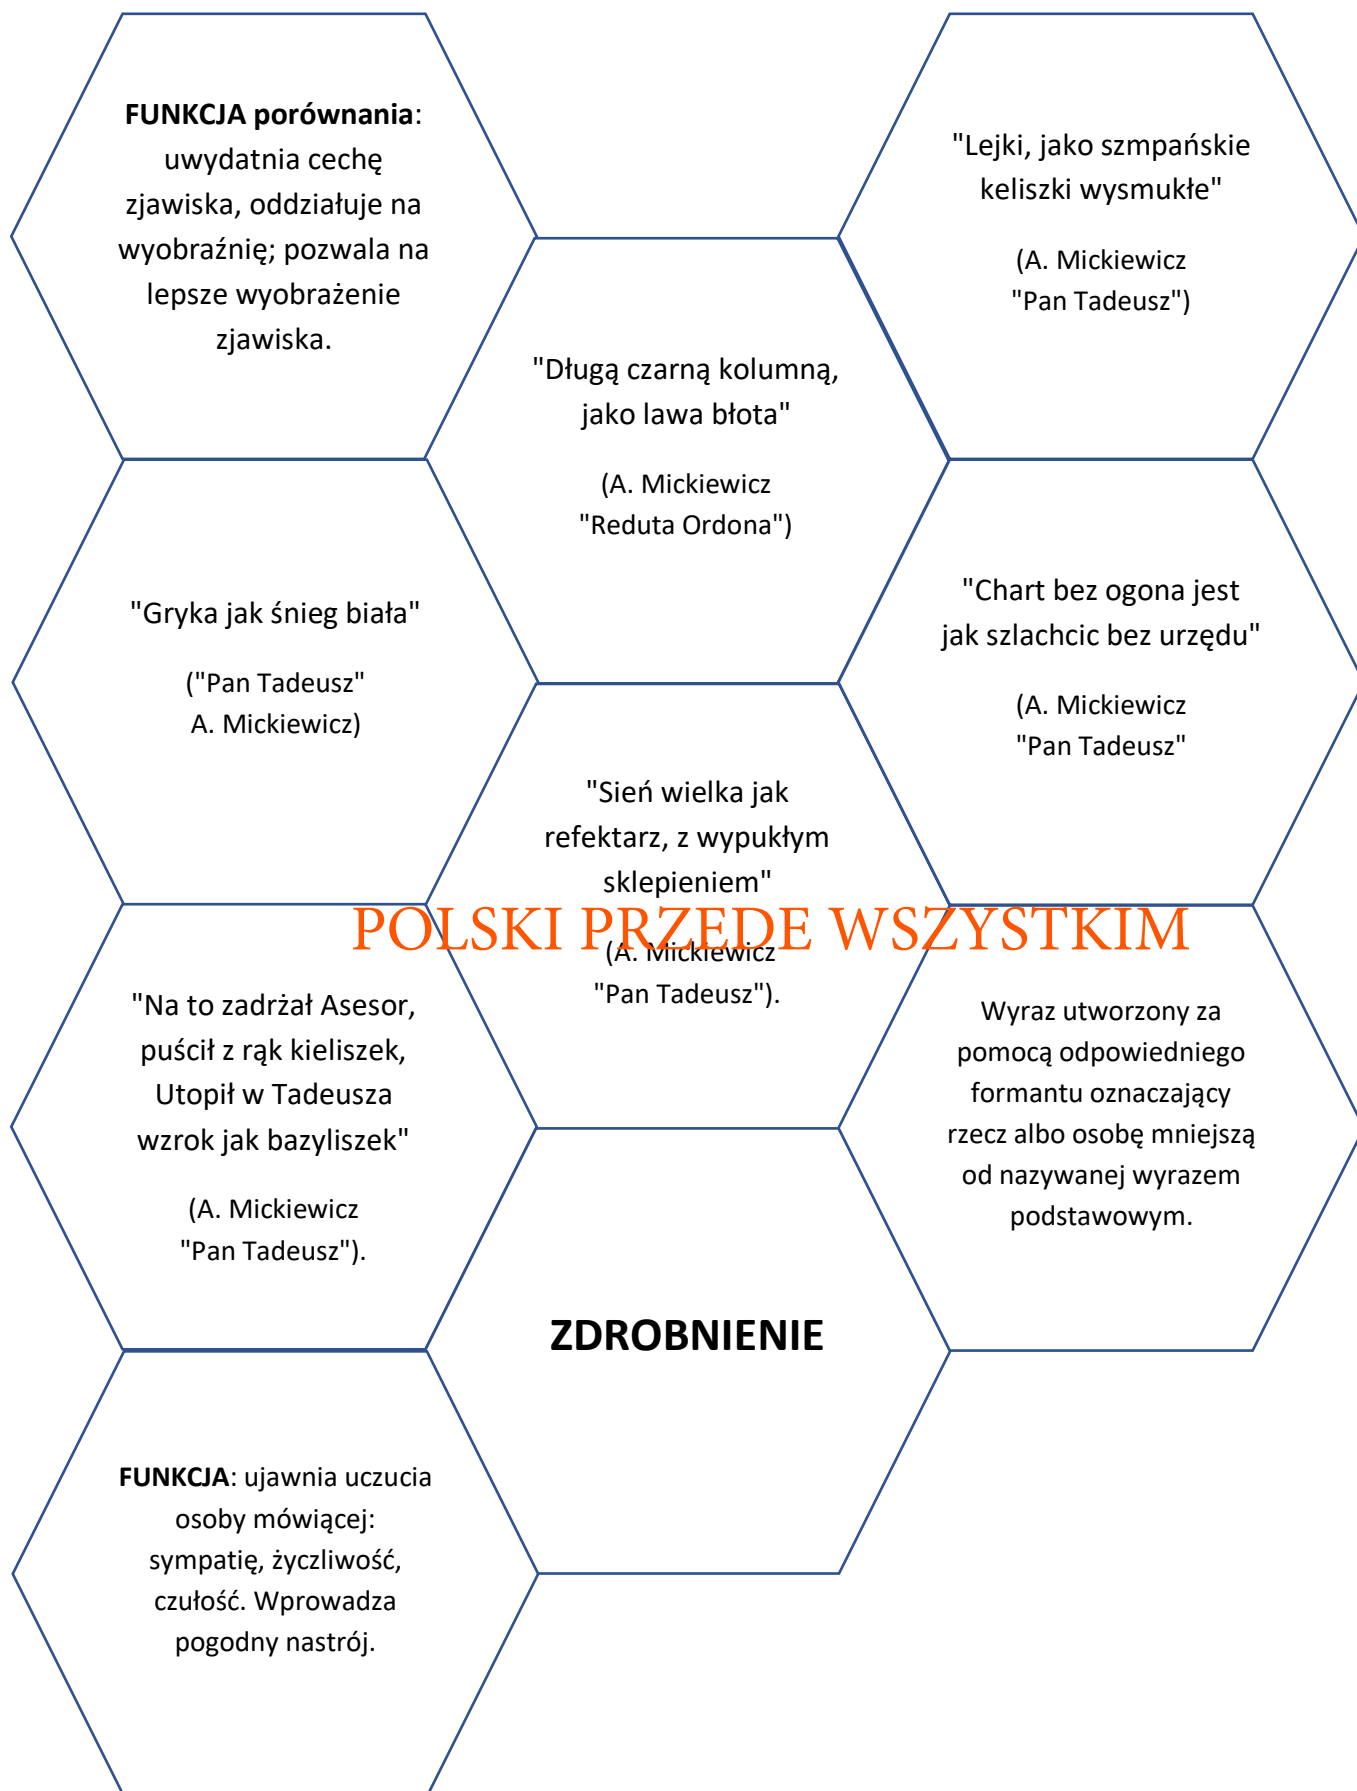 FUNKCJA porównania:
uwydatnia cechę
zjawiska, oddziałuje na
wyobraźnię; pozwala na
lepsze wyobrażenie
zjawiska.
"Lejki, jako szmpańskie
keliszki wysmukłe"
(A. Mickiewicz
"Pan Tadeusz")
"Długą czarną kolumną,
jako lawa błota"
(A. Mickiewicz
"Reduta Ordona")
"Gryka jak śnieg biała"
("Pan Tadeusz"
A. Mickiewicz)
"Chart bez ogona jest
jak szlachcic bez urzędu"
(A. Mickiewicz
"Pan Tadeusz"
"Sień wielka jak
refektarz, z wypukłym
sklepieniem"
(A. Mickiewicz
"Pan Tadeusz").
POLSKI PRZEDE WSZYSTKIM
"Na to zadrżał Asesor,
puścił z rąk kieliszek,
Utopił w Tadeusza
wzrok jak bazyliszek"
(A. Mickiewicz
"Pan Tadeusz").
Wyraz utworzony za
pomocą odpowiedniego
formantu oznaczający
rzecz albo osobę mniejszą
od nazywanej wyrazem
podstawowym.
ZDROBNIENIE
FUNKCJA: ujawnia uczucia
osoby mówiącej:
sympatię, życzliwość,
czułość. Wprowadza
pogodny nastrój.